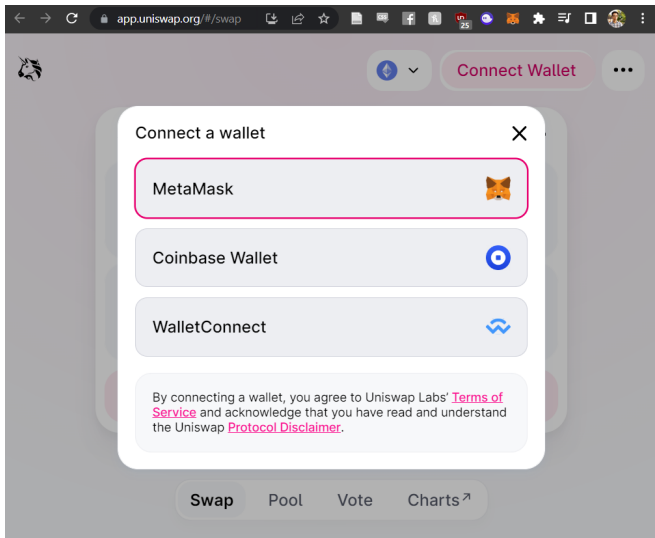 app.uniswap.org/#/swap
25
Connect Wallet
Connect a wallet
MetaMask
Coinbase Wallet
WalletConnect
By connecting a wallet, you agree to Uniswap Labs’ Terms of
Service and acknowledge that you have read and understand
the Uniswap Protocol Disclaimer.
Swap Pool Vote Charts↗